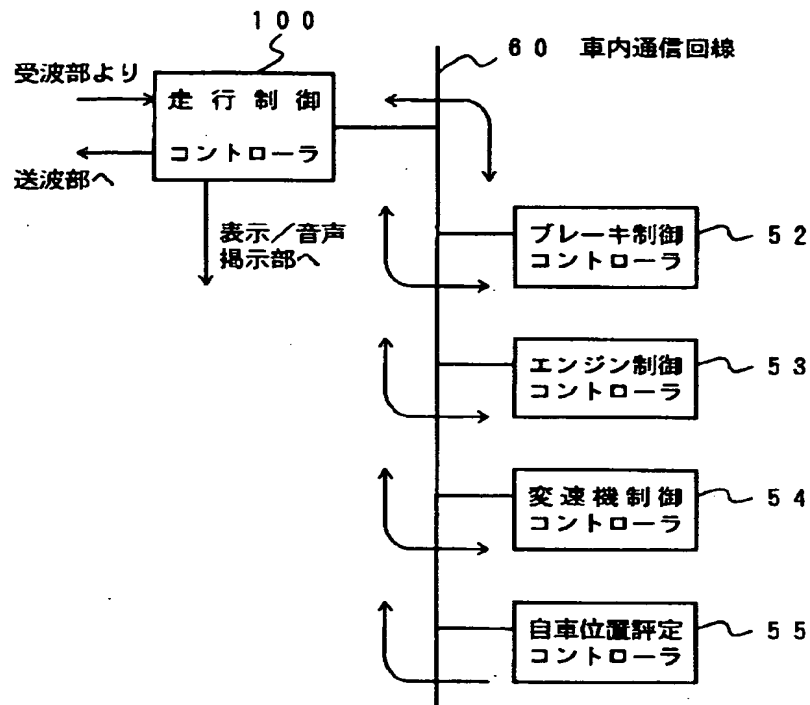 100
60 車内通信回線
受波部より
走行制御
コントローラ
送波部へ
表示/音声
掲示部へ
ブレーキ制御
コントローラ
52
エンジン制御
コントローラ
53
変速機制御
コントローラ
54
自車位置評定
コントローラ
55